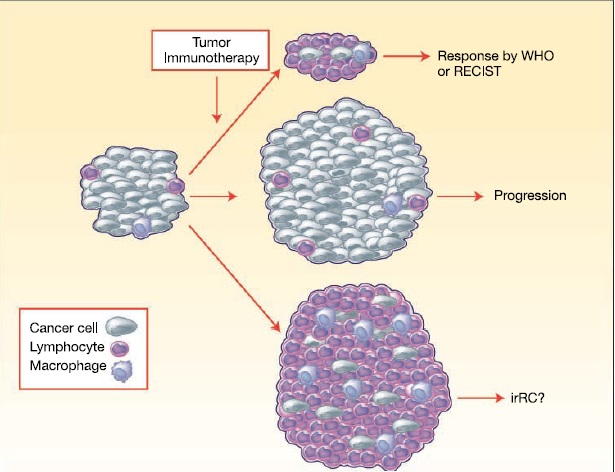 Tumor
Immunotherapy
Response by WHO
or RECIST
Progression
Cancer cell
Lymphocyte
Macrophage
irRC?